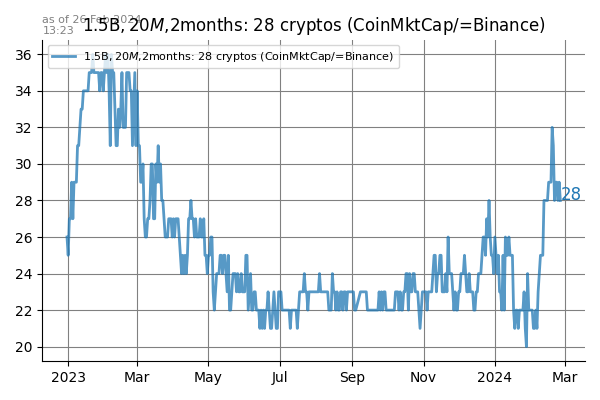 as of 26 Feb 2024
13:23
1.5B, 20M,2months: 28 cryptos (CoinMktCap/=Binance)
1.5B, 20M,2months: 28 cryptos (CoinMktCap/=Binance)
36
34
32
30
28
28
26
24
22
20
2023 Mar May Jul Sep Nov 2024 Mar